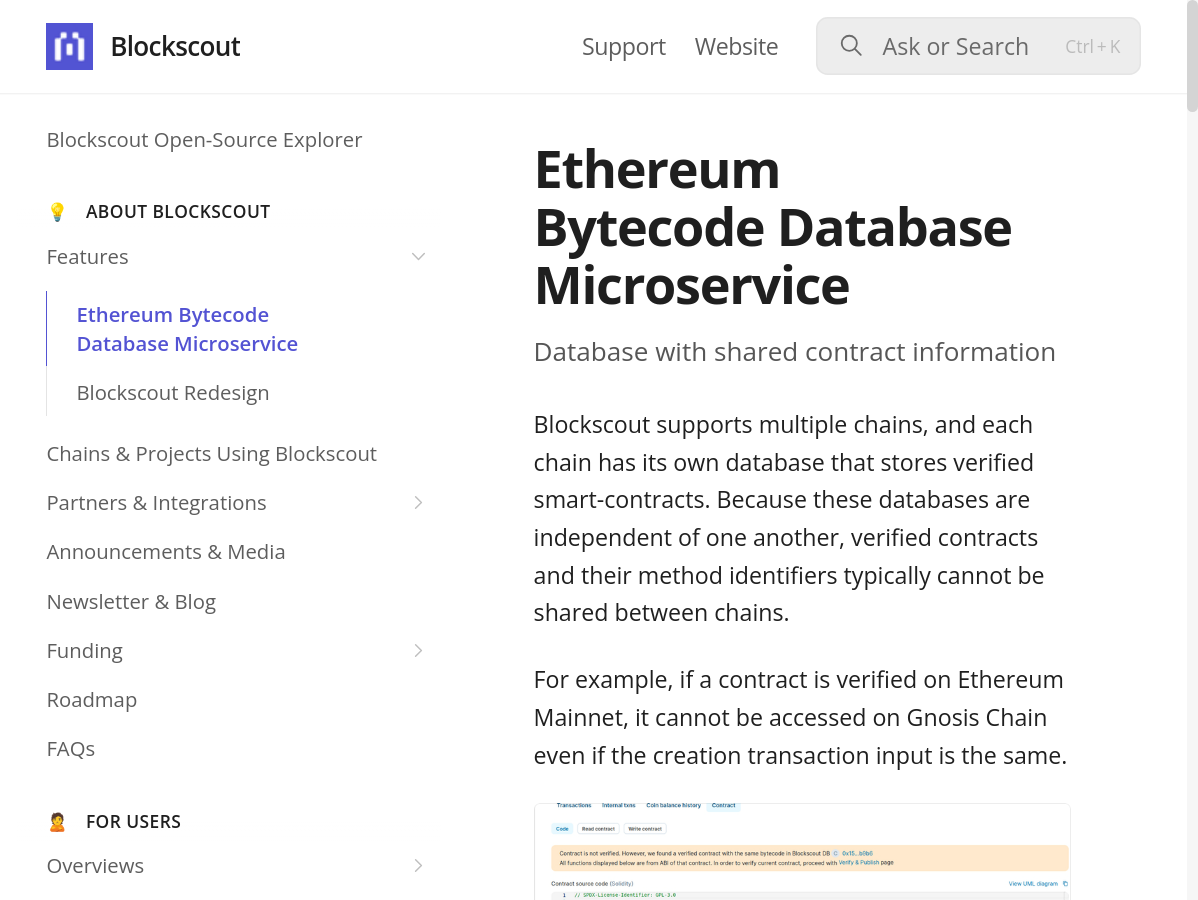 Blockscout
Support
Website
Ask or Search
Ctrl + K
Blockscout Open-Source Explorer
ABOUT BLOCKSCOUT
Features
Ethereum Bytecode
Database Microservice
Blockscout Redesign
Chains & Projects Using Blockscout
Partners & Integrations
Announcements & Media
Newsletter & Blog
Funding
Roadmap
FAQs
FOR USERS
Overviews
Ethereum
Bytecode Database
Microservice
Database with shared contract information
Blockscout supports multiple chains, and each
chain has its own database that stores verified
smart-contracts. Because these databases are
independent of one another, verified contracts
and their method identifiers typically cannot be
shared between chains.
For example, if a contract is verified on Ethereum
Mainnet, it cannot be accessed on Gnosis Chain
even if the creation transaction input is the same.
Transactions Internal txns Coin balance history Contract
Code Read contract Write contract
Contract is not verified. However, we found a verified contract with the same bytecode in Blockscout DB 0x15...b0b6
All functions displayed below are from ABI of that contract. In order to verify current contract, proceed with Verify & Publish page
Contract source code (Solidity) View UML diagram
1 // SPDX-License-Identifier: GPL-3.0